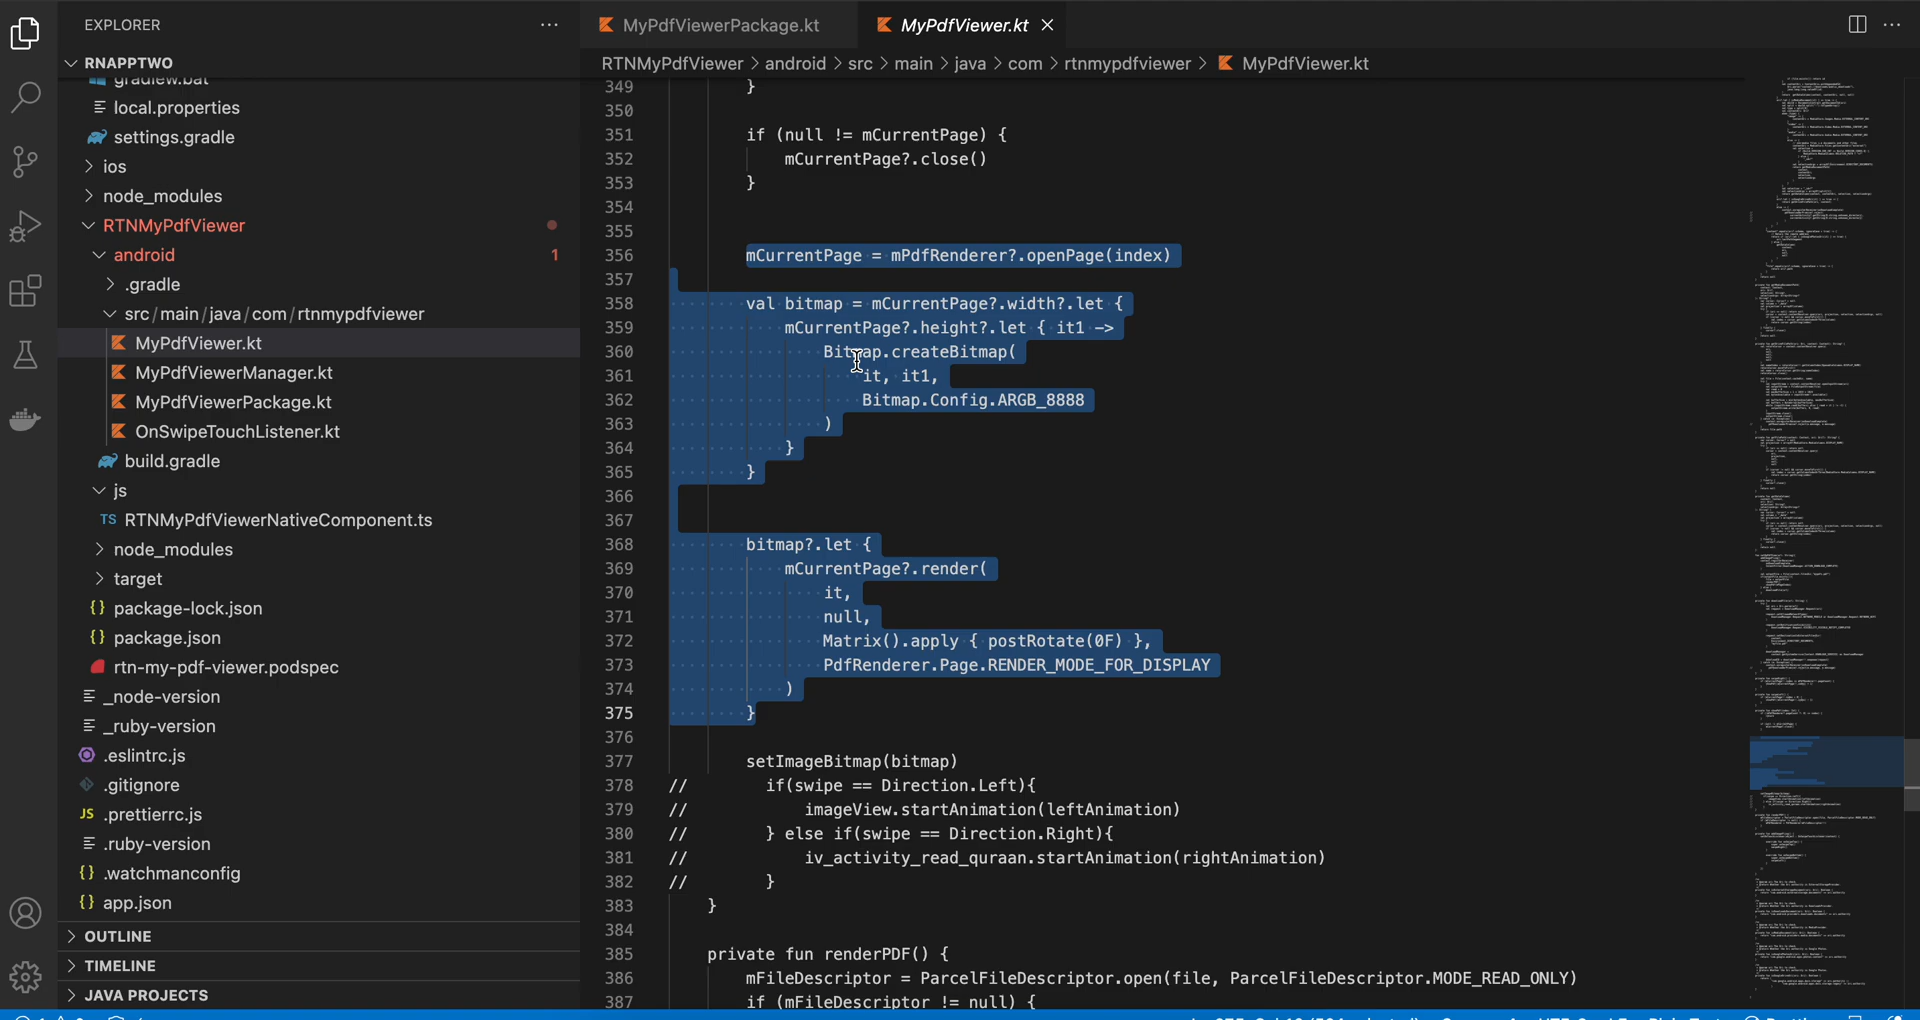 EXPLORER
MyPdfViewerPackage.kt
MyPdfViewer.kt
RNAPPTWO
RTNMyPdfViewer > android > src > main > java > com > rtnmypdfviewer > MyPdfViewer.kt
gradlew.bat
local.properties
settings.gradle
ios
node_modules
RTNMyPdfViewer
android 1
.gradle
src/main/java/com/rtnmypdfviewer
MyPdfViewer.kt
MyPdfViewerManager.kt
MyPdfViewerPackage.kt
OnSwipeTouchListener.kt
build.gradle
js
TS RTNMyPdfViewerNativeComponent.ts
node_modules
target
{} package-lock.json
{} package.json
rtn-my-pdf-viewer.podspec
_node-version
_ruby-version
.eslintrc.js
.gitignore
JS .prettierrc.js
.ruby-version
{} .watchmanconfig
{} app.json
OUTLINE
TIMELINE
JAVA PROJECTS
349 }
350
351 if (null != mCurrentPage) {
352 mCurrentPage?.close()
353 }
354
355
356 mCurrentPage = mPdfRenderer?.openPage(index)
357
358 val bitmap = mCurrentPage?.width?.let {
359 mCurrentPage?.height?.let { it1 ->
360 Bitmap.createBitmap(
361 it, it1,
362 Bitmap.Config.ARGB_8888
363 )
364 }
365 }
366
367
368 bitmap?.let {
369 mCurrentPage?.render(
370 it,
371 null,
372 Matrix().apply { postRotate(0F) },
373 PdfRenderer.Page.RENDER_MODE_FOR_DISPLAY
374 )
375 }
376
377 setImageBitmap(bitmap)
378 // if(swipe == Direction.Left){
379 // imageView.startAnimation(leftAnimation)
380 // } else if(swipe == Direction.Right){
381 // iv_activity_read_quraan.startAnimation(rightAnimation)
382 // }
383 }
384
385 private fun renderPDF() {
386 mFileDescriptor = ParcelFileDescriptor.open(file, ParcelFileDescriptor.MODE_READ_ONLY)
387 if (mFileDescriptor != null) {